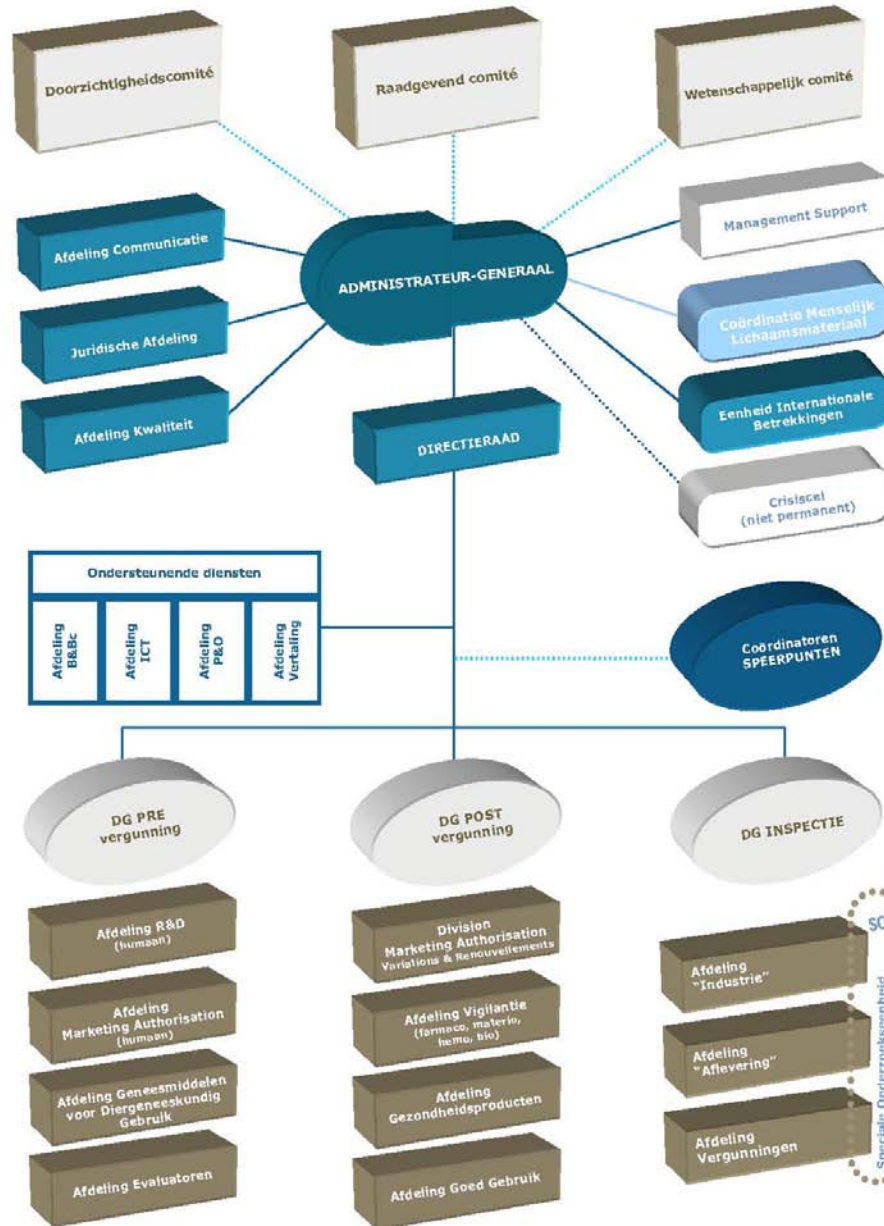 Doorzichtigheidscomité
Raadgevend comité
Wetenschappelijk comité
Afdeling Communicatie
Juridische Afdeling
Afdeling Kwaliteit
ADMINISTRATEUR-GENERAAL
Management Support
Coördinatie Menselijk
Lichaamsmateriaal
Eenheid Internationale
Betrekkingen
Crisiscel
(niet permanent)
DIRECTIERAAD
Ondersteunende diensten
Afdeling
B&Bc
Afdeling
ICT
Afdeling
P&O
Afdeling
Vertaling
Coördinatoren
SPEERPUNTEN
DG PRE
vergunning
DG POST
vergunning
DG INSPECTIE
Afdeling R&D
(humaan)
Afdeling
Marketing Authorisation
(humaan)
Afdeling Geneesmiddelen
voor Diergeneeskundig
Gebruik
Afdeling Evaluatoren
Division
Marketing Authorisation
Variations & Renouvellements
Afdeling Vigilantie
(farmaco, materio,
hemo, bio)
Afdeling
Gezondheidsproducten
Afdeling Goed Gebruik
Afdeling
"Industrie"
Afdeling
"Aflevering"
Afdeling
Vergunningen
Speciale Onderzoekseenheid